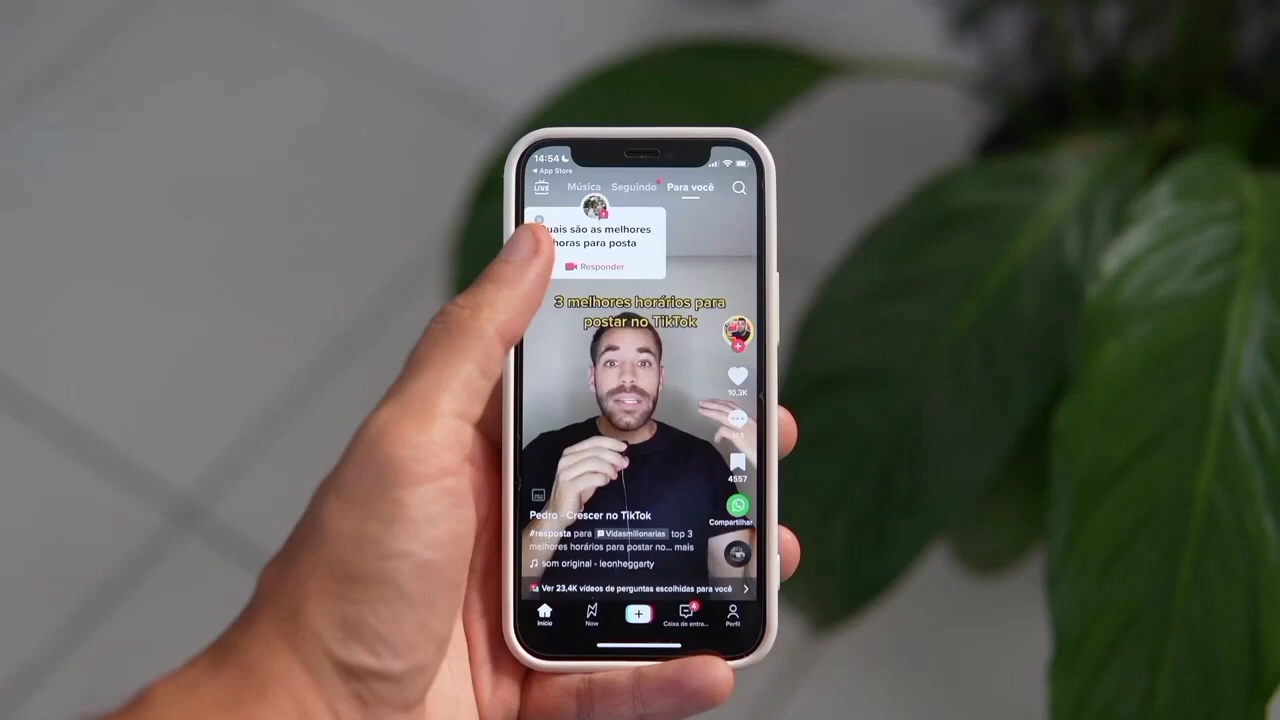 14:54
App Store
LIVE
Música Seguindo Para você
uais são as melhores
horas para posta
Responder
3 melhores horários para
postar no TikTok
10,3K
143
4557
Compartilhar
Pedro - Crescer no TikTok
#resposta para Vidasmilionarias top 3
melhores horários para postar no... mais
som original - leonheggarty
Ver 23,4K vídeos de perguntas escolhidas para você
Início Now Caixa de entra... 4 Perfil